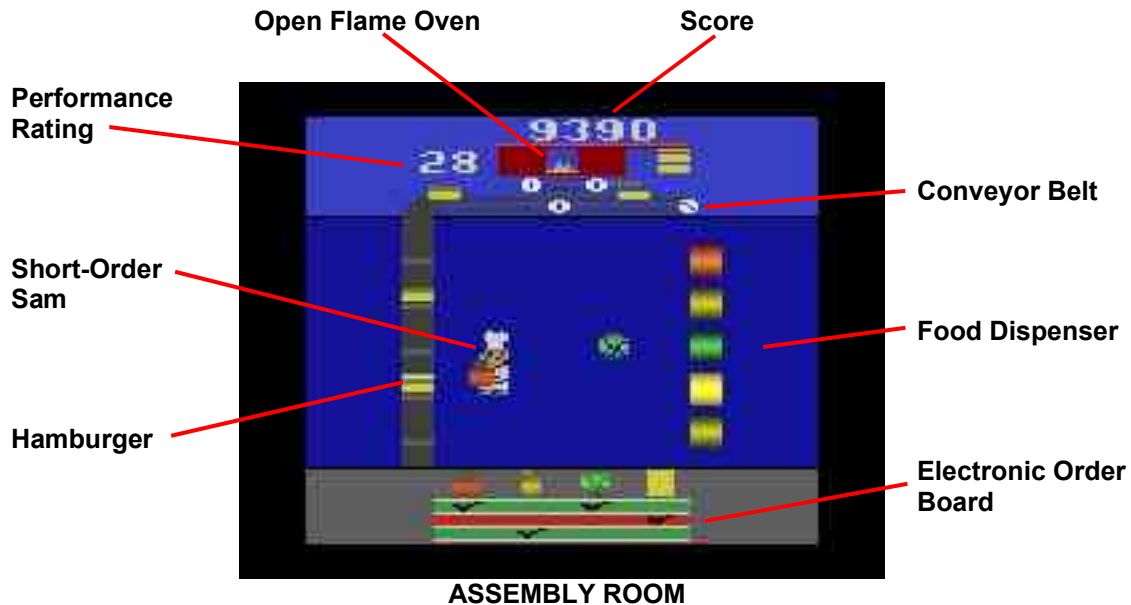 Open Flame Oven
Score
Performance
Rating
9390
28
Conveyor Belt
Short-Order
Sam
Food Dispenser
Hamburger
Electronic Order
Board
ASSEMBLY ROOM